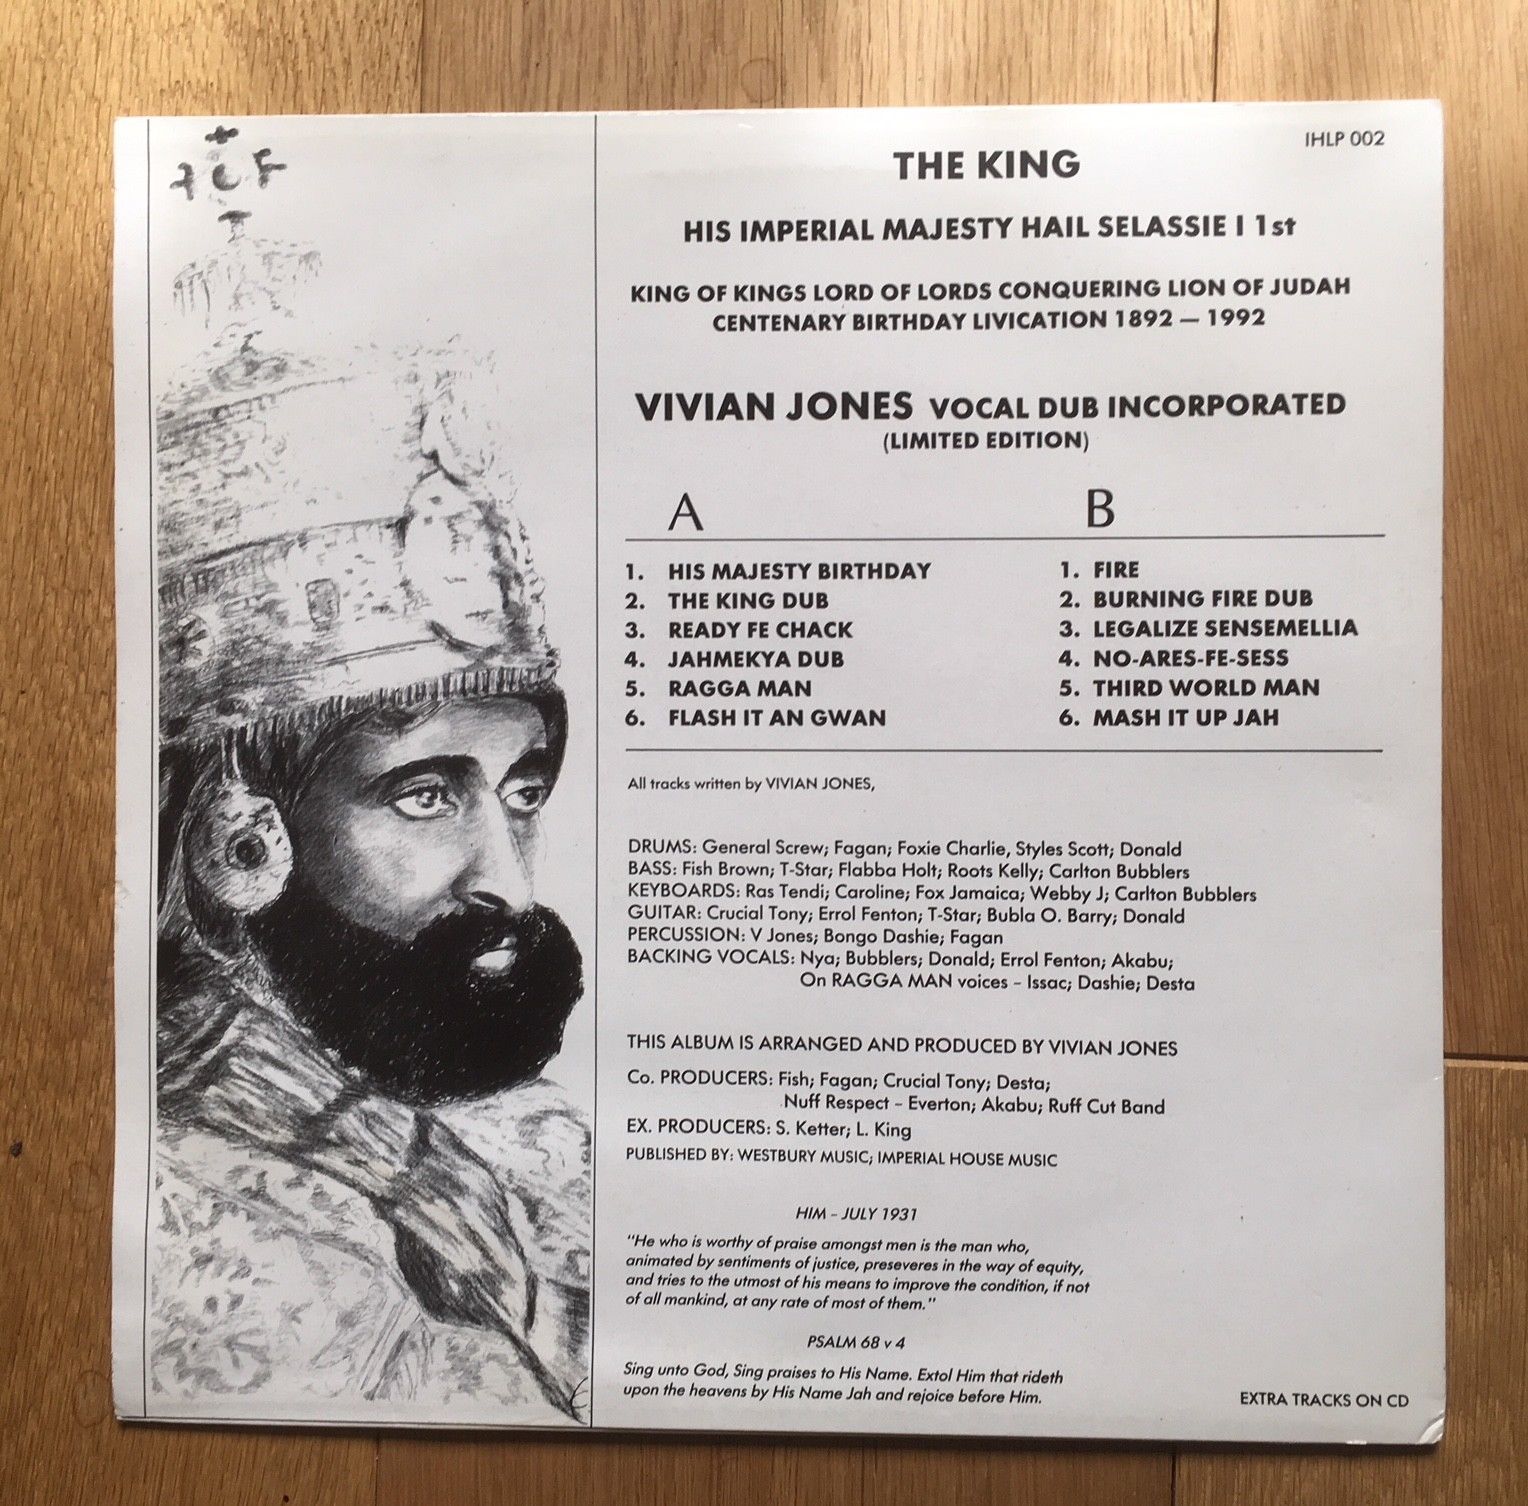 IHLP 002
THE KING
HIS IMPERIAL MAJESTY HAIL SELASSIE I 1st
KING OF KINGS LORD OF LORDS CONQUERING LION OF JUDAH
CENTENARY BIRTHDAY LIVICATION 1892 — 1992
VIVIAN JONES VOCAL DUB INCORPORATED
(LIMITED EDITION)
A
1. HIS MAJESTY BIRTHDAY
2. THE KING DUB
3. READY FE CHACK
4. JAHMEKYA DUB
5. RAGGA MAN
6. FLASH IT AN GWAN
B
1. FIRE
2. BURNING FIRE DUB
3. LEGALIZE SENSEMELLIA
4. NO-ARES-FE-SESS
5. THIRD WORLD MAN
6. MASH IT UP JAH
All tracks written by VIVIAN JONES,
DRUMS: General Screw; Fagan; Foxie Charlie, Styles Scott; Donald
BASS: Fish Brown; T-Star; Flabba Holt; Roots Kelly; Carlton Bubblers
KEYBOARDS: Ras Tendi; Caroline; Fox Jamaica; Webby J; Carlton Bubblers
GUITAR: Crucial Tony; Errol Fenton; T-Star; Bubla O. Barry; Donald
PERCUSSION: V Jones; Bongo Dashie; Fagan
BACKING VOCALS: Nya; Bubblers; Donald; Errol Fenton; Akabu;
On RAGGA MAN voices – Issac; Dashie; Desta
THIS ALBUM IS ARRANGED AND PRODUCED BY VIVIAN JONES
Co. PRODUCERS: Fish; Fagan; Crucial Tony; Desta;
Nuff Respect – Everton; Akabu; Ruff Cut Band
EX. PRODUCERS: S. Ketter; L. King
PUBLISHED BY: WESTBURY MUSIC; IMPERIAL HOUSE MUSIC
HIM – JULY 1931
"He who is worthy of praise amongst men is the man who,
animated by sentiments of justice, preseveres in the way of equity,
and tries to the utmost of his means to improve the condition, if not
of all mankind, at any rate of most of them."
PSALM 68 v 4
Sing unto God, Sing praises to His Name. Extol Him that rideth
upon the heavens by His Name Jah and rejoice before Him.
EXTRA TRACKS ON CD